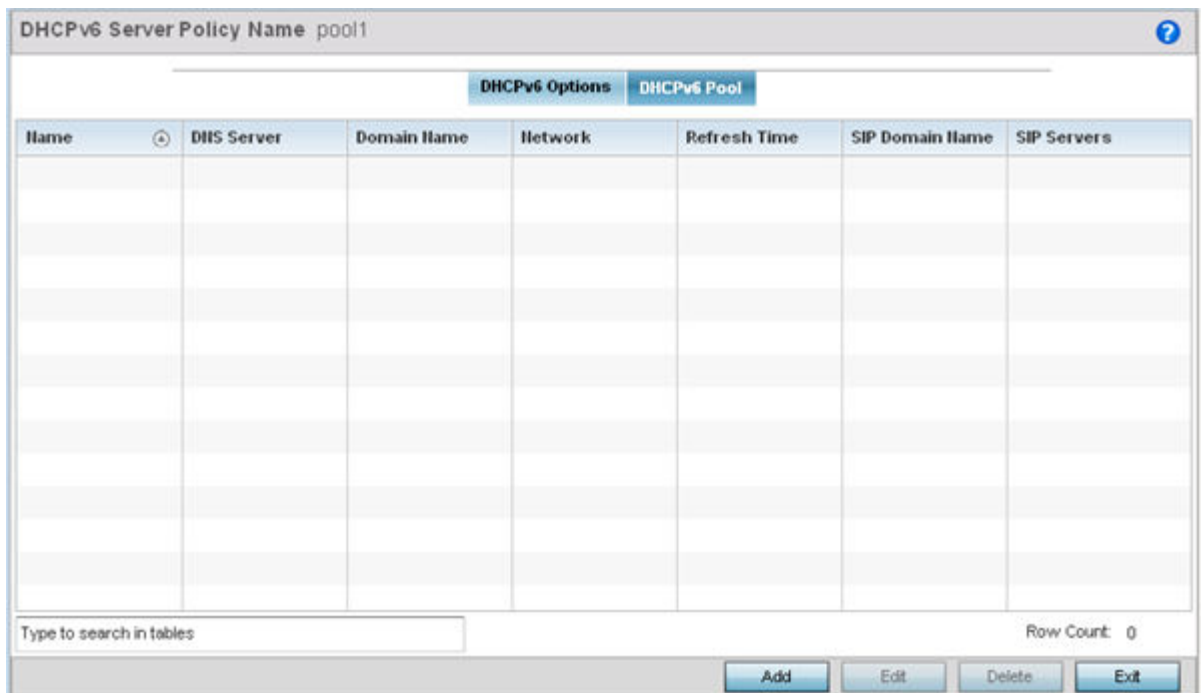 DHCPv6 Server Policy Name pool1
DHCPv6 Options DHCPv6 Pool
Name DNS Server Domain Name Network Refresh Time SIP Domain Name SIP Servers
Type to search in tables Row Count: 0
Add Edit Delete Exit